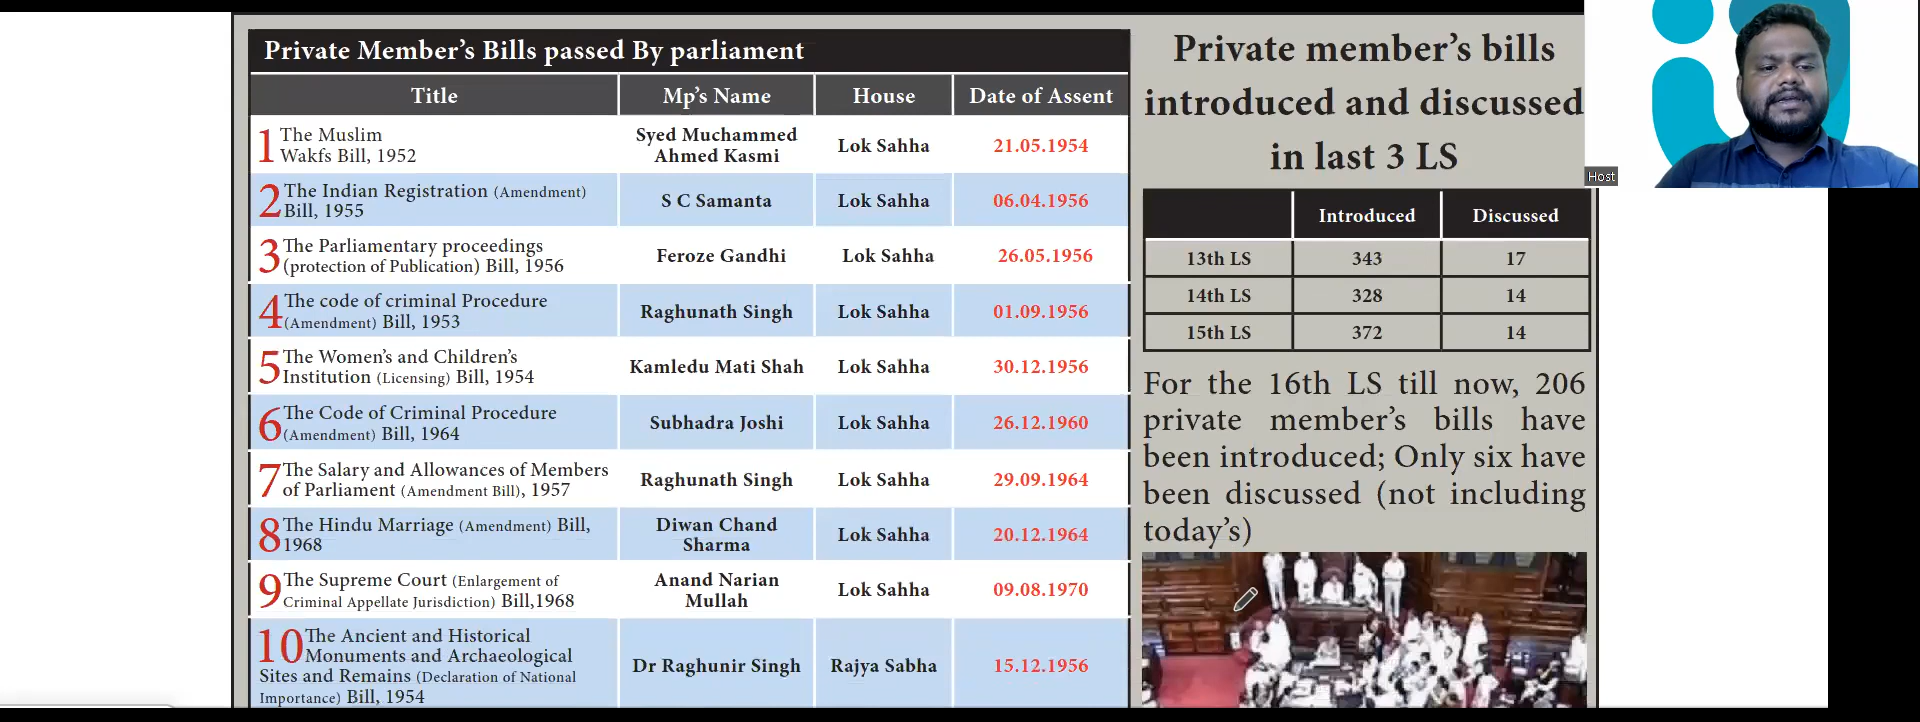 Private Member's Bills passed By parliament
Title Mp's Name House Date of Assent
1 The Muslim
Wakfs Bill, 1952
Syed Muchammed
Ahmed Kasmi
Lok Sahha
21.05.1954
2 The Indian Registration (Amendment)
Bill, 1955
S C Samanta
Lok Sahha
06.04.1956
3 The Parliamentary proceedings
(protection of Publication) Bill, 1956
Feroze Gandhi
Lok Sahha
26.05.1956
4 The code of criminal Procedure
(Amendment) Bill, 1953
Raghunath Singh
Lok Sahha
01.09.1956
5 The Women's and Children's
Institution (Licensing) Bill, 1954
Kamledu Mati Shah
Lok Sahha
30.12.1956
6 The Code of Criminal Procedure
(Amendment) Bill, 1964
Subhadra Joshi
Lok Sahha
26.12.1960
7 The Salary and Allowances of Members
of Parliament (Amendment Bill), 1957
Raghunath Singh
Lok Sahha
29.09.1964
8 The Hindu Marriage (Amendment) Bill,
1968
Diwan Chand
Sharma
Lok Sahha
20.12.1964
9 The Supreme Court (Enlargement of
Criminal Appellate Jurisdiction) Bill,1968
Anand Narian
Mullah
Lok Sahha
09.08.1970
10 The Ancient and Historical
Monuments and Archaeological
Sites and Remains (Declaration of National
Importance) Bill, 1954
Dr Raghunir Singh
Rajya Sabha
15.12.1956
Private member's bills
introduced and discussed
in last 3 LS
Introduced Discussed
13th LS 343 17
14th LS 328 14
15th LS 372 14
For the 16th LS till now, 206
private member's bills have
been introduced; Only six have
been discussed (not including
today's)
Host